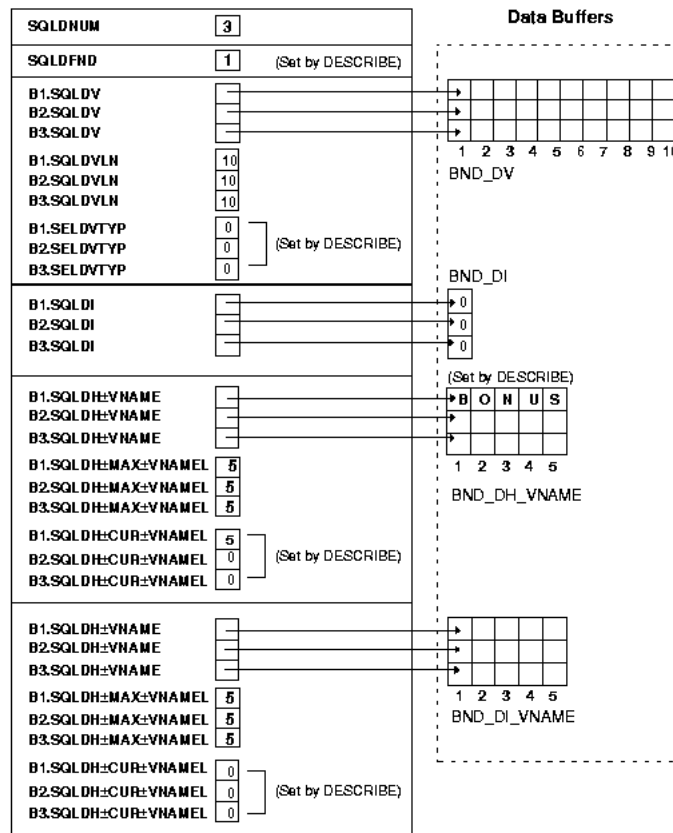 Data Buffers
SQLDNUM 3
SQLDFND 1 (Set by DESCRIBE)
B1.SQLDV
B2.SQLDV
B3.SQLDV
1 2 3 4 5 6 7 8 9 10
BND_DV
B1.SQLDVLN 10
B2.SQLDVLN 10
B3.SQLDVLN 10
B1.SELDVTYP 0
B2.SELDVTYP 0 (Set by DESCRIBE)
B3.SELDVTYP 0
BND_DI
B1.SQLDI 0
B2.SQLDI 0
B3.SQLDI 0
(Set by DESCRIBE)
B1.SQLDH±VNAME B O N U S
B2.SQLDH±VNAME
B3.SQLDH±VNAME
1 2 3 4 5
BND_DH_VNAME
B1.SQLDH±MAX±VNAMEL 5
B2.SQLDH±MAX±VNAMEL 5
B3.SQLDH±MAX±VNAMEL 5
B1.SQLDH±CUR±VNAMEL 5
B2.SQLDH±CUR±VNAMEL 0 (Set by DESCRIBE)
B3.SQLDH±CUR±VNAMEL 0
B1.SQLDH±VNAME
B2.SQLDH±VNAME
B3.SQLDH±VNAME
1 2 3 4 5
BND_DI_VNAME
B1.SQLDH±MAX±VNAMEL 5
B2.SQLDH±MAX±VNAMEL 5
B3.SQLDH±MAX±VNAMEL 5
B1.SQLDH±CUR±VNAMEL 0
B2.SQLDH±CUR±VNAMEL 0 (Set by DESCRIBE)
B3.SQLDH±CUR±VNAMEL 0